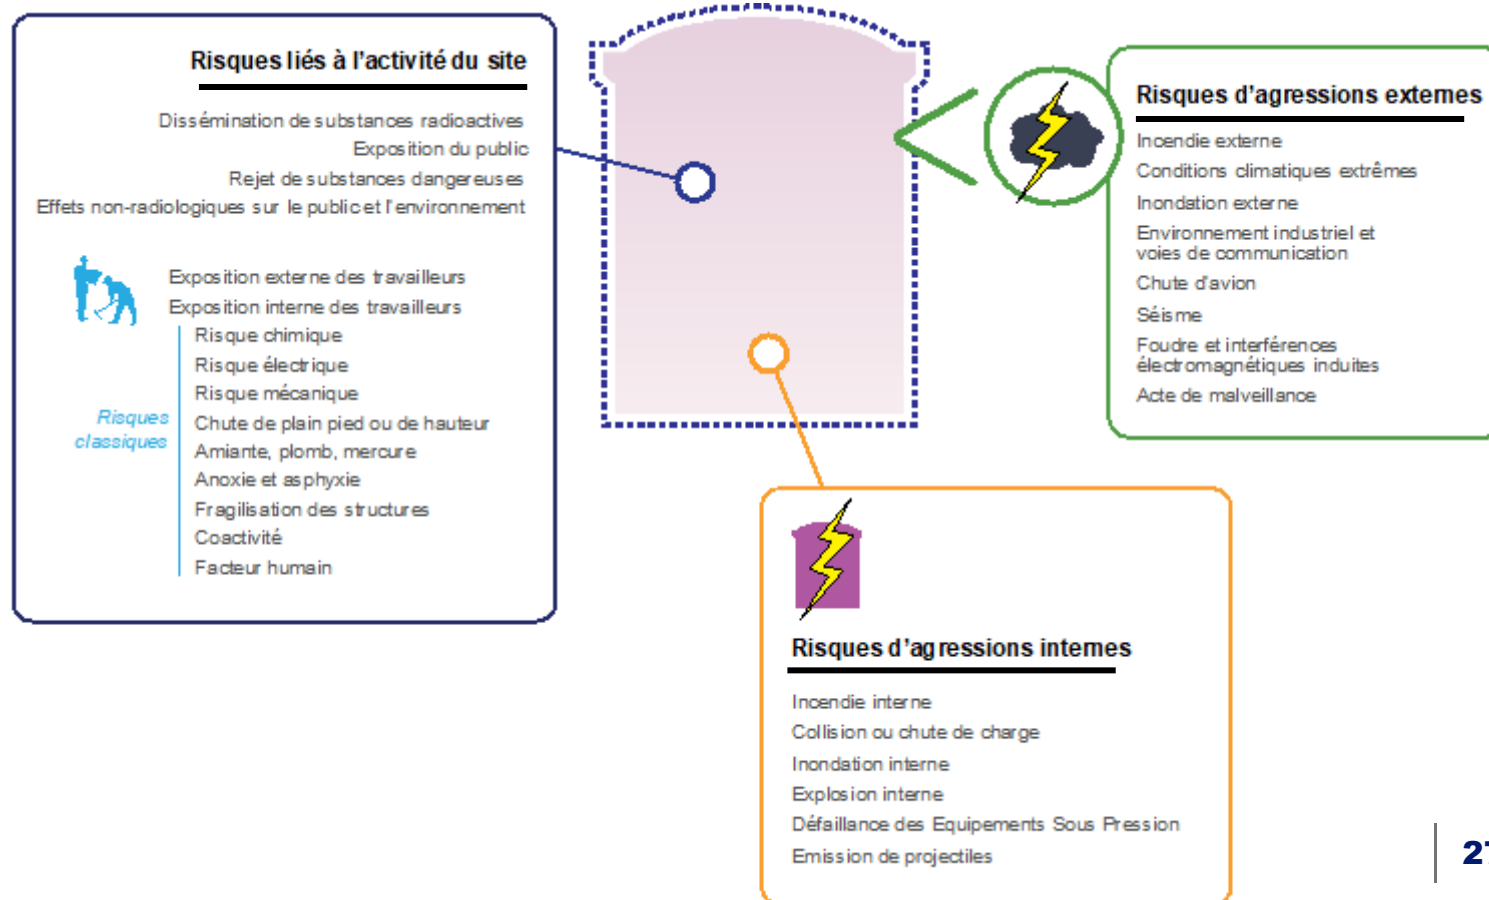 Risques liés à l'activité du site
Dissémination de substances radioactives
Exposition du public
Rejet de substances dangereuses
Effets non-radiologiques sur le public et l'environnement
Exposition externe des travailleurs
Exposition interne des travailleurs
Risques
classiques
Risque chimique
Risque électrique
Risque mécanique
Chute de plain pied ou de hauteur
Amiante, plomb, mercure
Anoxie et asphyxie
Fragilisation des structures
Coactivité
Facteur humain
Risques d'agressions externes
Incendie externe
Conditions climatiques extrêmes
Inondation externe
Environnement industriel et
voies de communication
Chute d'avion
Séisme
Foudre et interférences
électromagnétiques induites
Acte de malveillance
Risques d'agressions internes
Incendie interne
Collision ou chute de charge
Inondation interne
Explosion interne
Défaillance des Equipements Sous Pression
Emission de projectiles
27